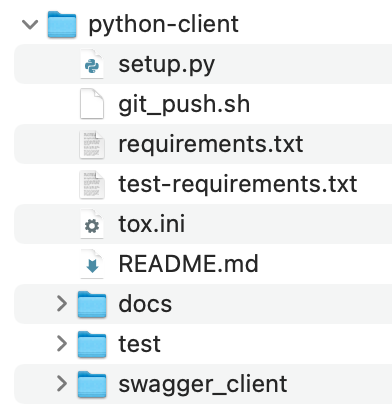 python-client
setup.py
git_push.sh
requirements.txt
test-requirements.txt
tox.ini
README.md
docs
test
swagger_client